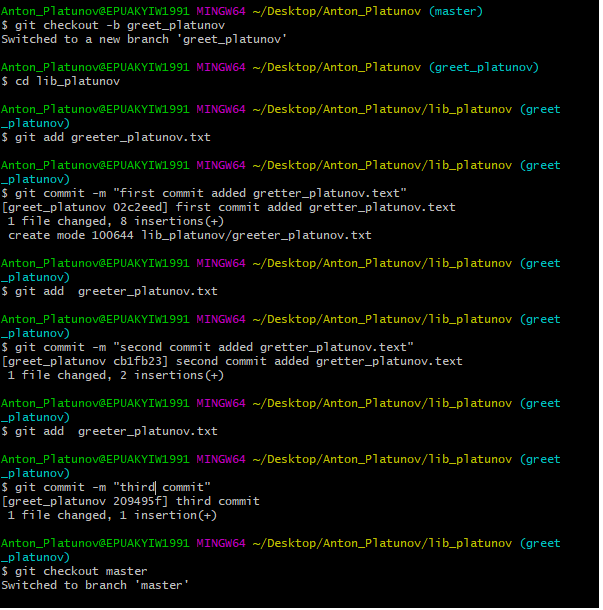 Anton_Platunov@EPUAKYIW1991 MINGW64 ~/Desktop/Anton_Platunov (master)
$ git checkout -b greet_platunov
Switched to a new branch 'greet_platunov'

Anton_Platunov@EPUAKYIW1991 MINGW64 ~/Desktop/Anton_Platunov (greet_platunov)
$ cd lib_platunov

Anton_Platunov@EPUAKYIW1991 MINGW64 ~/Desktop/Anton_Platunov/lib_platunov (greet
_platunov)
$ git add greeter_platunov.txt

Anton_Platunov@EPUAKYIW1991 MINGW64 ~/Desktop/Anton_Platunov/lib_platunov (greet
_platunov)
$ git commit -m "first commit added gretter_platunov.text"
[greet_platunov 02c2eed] first commit added gretter_platunov.text
 1 file changed, 8 insertions(+)
 create mode 100644 lib_platunov/greeter_platunov.txt

Anton_Platunov@EPUAKYIW1991 MINGW64 ~/Desktop/Anton_Platunov/lib_platunov (greet
_platunov)
$ git add  greeter_platunov.txt

Anton_Platunov@EPUAKYIW1991 MINGW64 ~/Desktop/Anton_Platunov/lib_platunov (greet
_platunov)
$ git commit -m "second commit added gretter_platunov.text"
[greet_platunov cb1fb23] second commit added gretter_platunov.text
 1 file changed, 2 insertions(+)

Anton_Platunov@EPUAKYIW1991 MINGW64 ~/Desktop/Anton_Platunov/lib_platunov (greet
_platunov)
$ git add  greeter_platunov.txt

Anton_Platunov@EPUAKYIW1991 MINGW64 ~/Desktop/Anton_Platunov/lib_platunov (greet
_platunov)
$ git commit -m "third commit"
[greet_platunov 209495f] third commit
 1 file changed, 1 insertion(+)

Anton_Platunov@EPUAKYIW1991 MINGW64 ~/Desktop/Anton_Platunov/lib_platunov (greet
_platunov)
$ git checkout master
Switched to branch 'master'